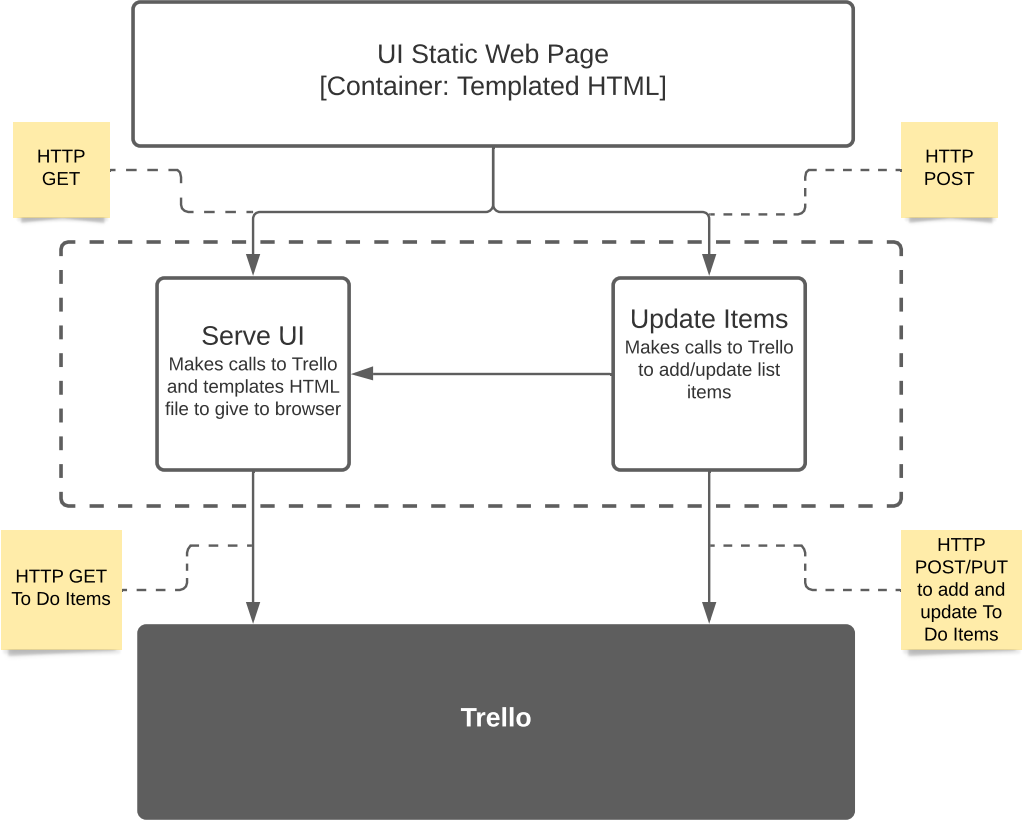 UI Static Web Page
[Container: Templated HTML]
HTTP
GET
HTTP
POST
Serve UI
Makes calls to Trello
and templates HTML
file to give to browser
Update Items
Makes calls to Trello
to add/update list
items
HTTP GET
To Do Items
HTTP
POST/PUT
to add and
update To
Do Items
Trello